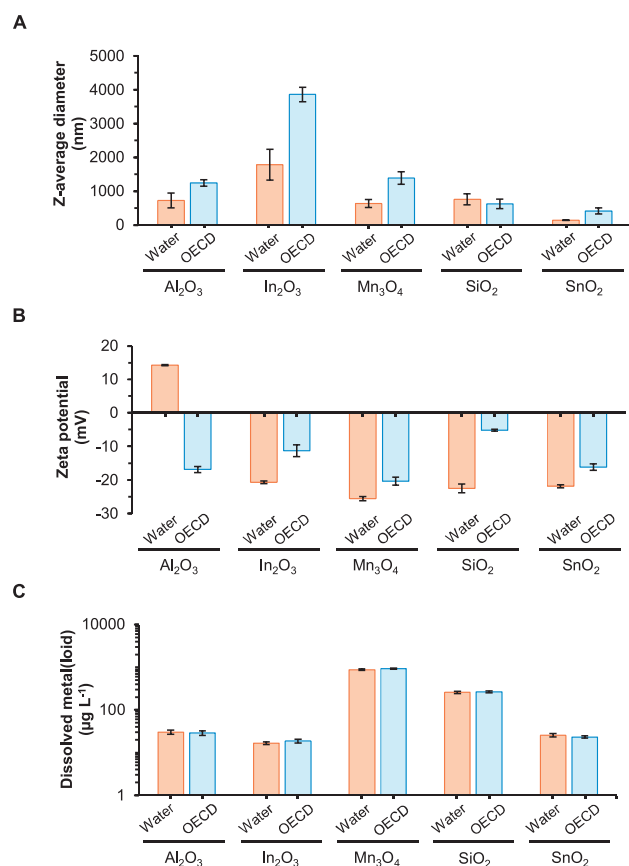 A
Z-average diameter
(nm)
5000
4000
3000
2000
1000
0
Water OECD Water OECD Water OECD Water OECD Water OECD
Al₂O₃ In₂O₃ Mn₃O₄ SiO₂ SnO₂
B
Zeta potential
(mV)
20
10
0
-10
-20
-30
Water OECD Water OECD Water OECD Water OECD Water OECD
Al₂O₃ In₂O₃ Mn₃O₄ SiO₂ SnO₂
C
Dissolved metal(loid)
(µg L⁻¹)
10000
100
1
Water OECD Water OECD Water OECD Water OECD Water OECD
Al₂O₃ In₂O₃ Mn₃O₄ SiO₂ SnO₂